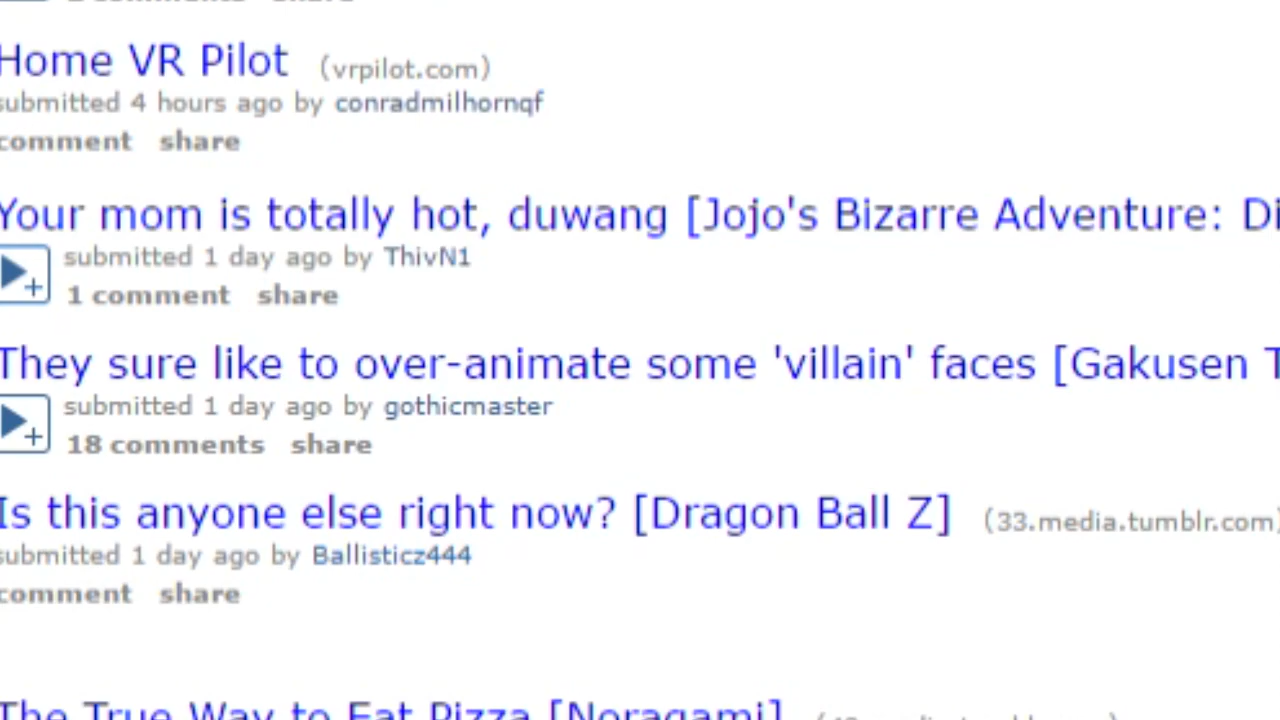 comments share
Home VR Pilot (vrpilot.com)
submitted 4 hours ago by conradmilhornqf
comment share
Your mom is totally hot, duwang [Jojo's Bizarre Adventure: Di
submitted 1 day ago by ThivN1
1 comment share
They sure like to over-animate some 'villain' faces [Gakusen T
submitted 1 day ago by gothicmaster
18 comments share
Is this anyone else right now? [Dragon Ball Z] (33.media.tumblr.com)
submitted 1 day ago by Ballisticz444
comment share
The True Way to Eat Pizza [Noragami]